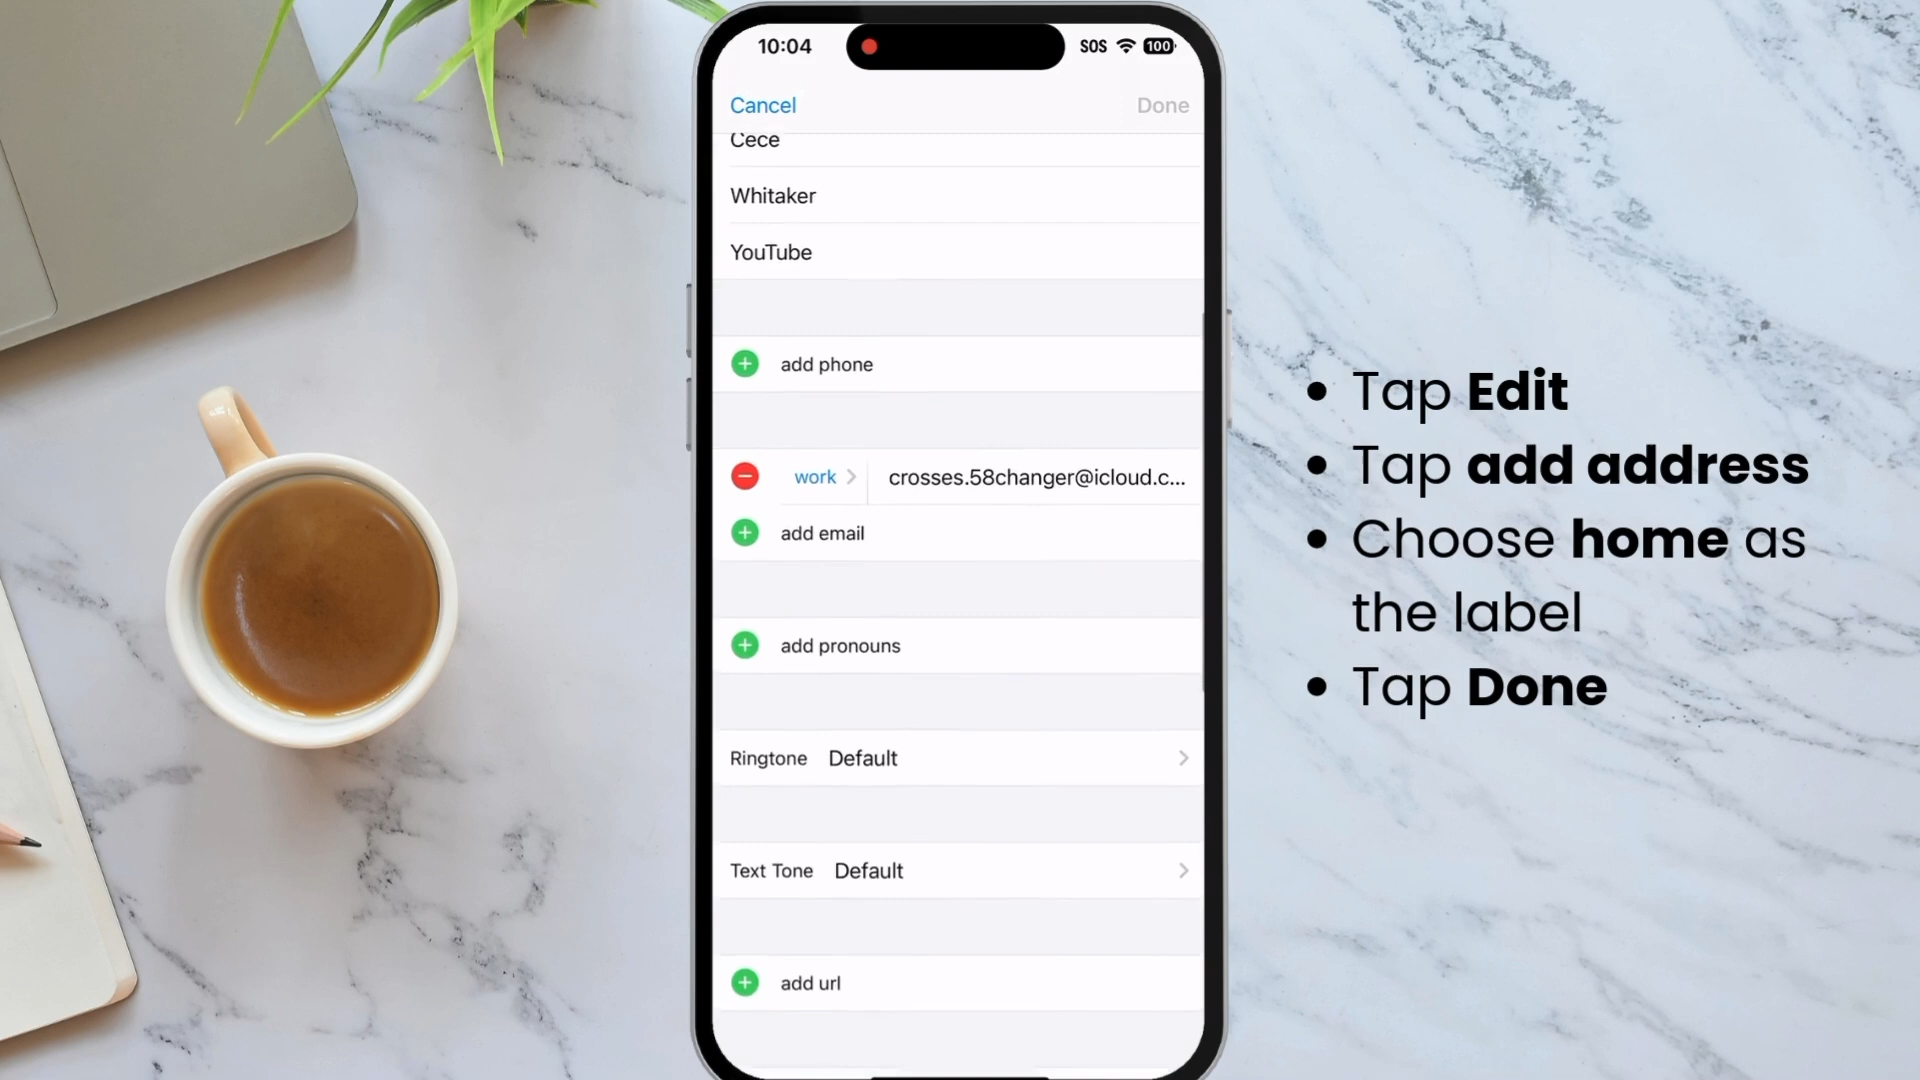 10:04
SOS 100
Cancel Done
Cece
Whitaker
YouTube
add phone
work crosses.58changer@icloud.c...
add email
add pronouns
Ringtone Default
Text Tone Default
add url
• Tap Edit
• Tap add address
• Choose home as
the label
• Tap Done